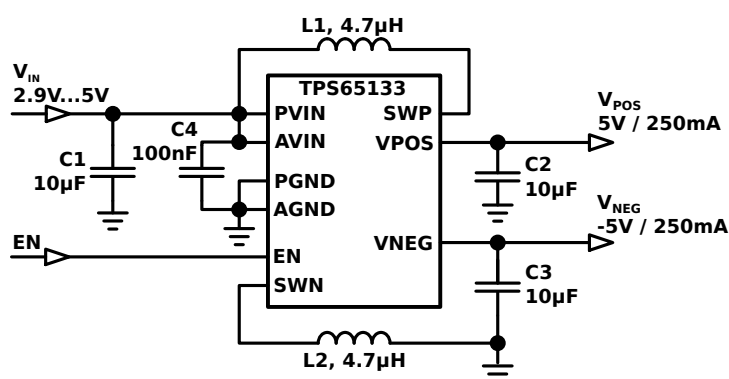 L1, 4.7µH
VIN
2.9V...5V
TPS65133
PVIN
SWP
C4
100nF
AVIN
VPOS
VPOS
5V / 250mA
C1
10µF
PGND
C2
10µF
AGND
VNEG
-5V / 250mA
EN
VNEG
EN
SWN
C3
10µF
L2, 4.7µH